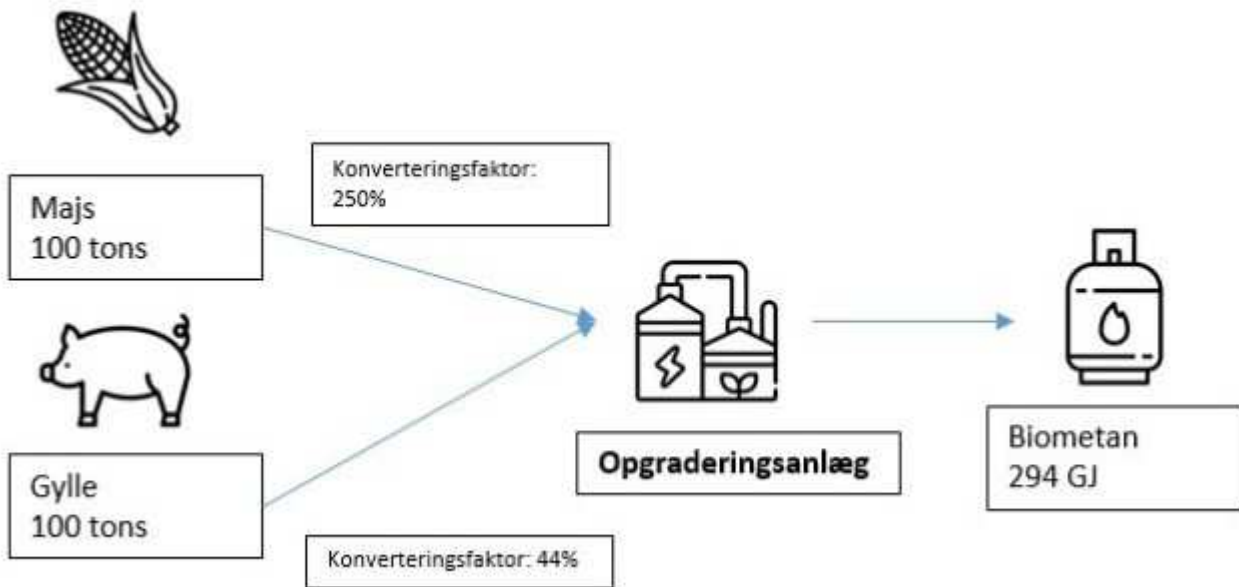 Konverteringsfaktor:
250%
Majs
100 tons
Gylle
100 tons
Konverteringsfaktor: 44%
Opgraderingsanlæg
Biometan
294 GJ